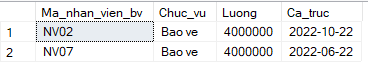 Ma_nhan_vien_bv Chuc_vu Luong Ca_truc
1 NV02 Bao ve 4000000 2022-10-22
2 NV07 Bao ve 4000000 2022-06-22